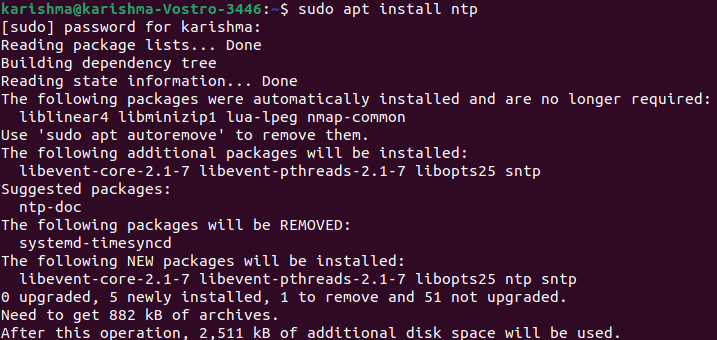 karishma@karishma-Vostro-3446:~$ sudo apt install ntp
[sudo] password for karishma:
Reading package lists... Done
Building dependency tree
Reading state information... Done
The following packages were automatically installed and are no longer required:
  liblinear4 libminizip1 lua-lpeg nmap-common
Use 'sudo apt autoremove' to remove them.
The following additional packages will be installed:
  libevent-core-2.1-7 libevent-pthreads-2.1-7 libopts25 sntp
Suggested packages:
  ntp-doc
The following packages will be REMOVED:
  systemd-timesyncd
The following NEW packages will be installed:
  libevent-core-2.1-7 libevent-pthreads-2.1-7 libopts25 ntp sntp
0 upgraded, 5 newly installed, 1 to remove and 51 not upgraded.
Need to get 882 kB of archives.
After this operation, 2,511 kB of additional disk space will be used.